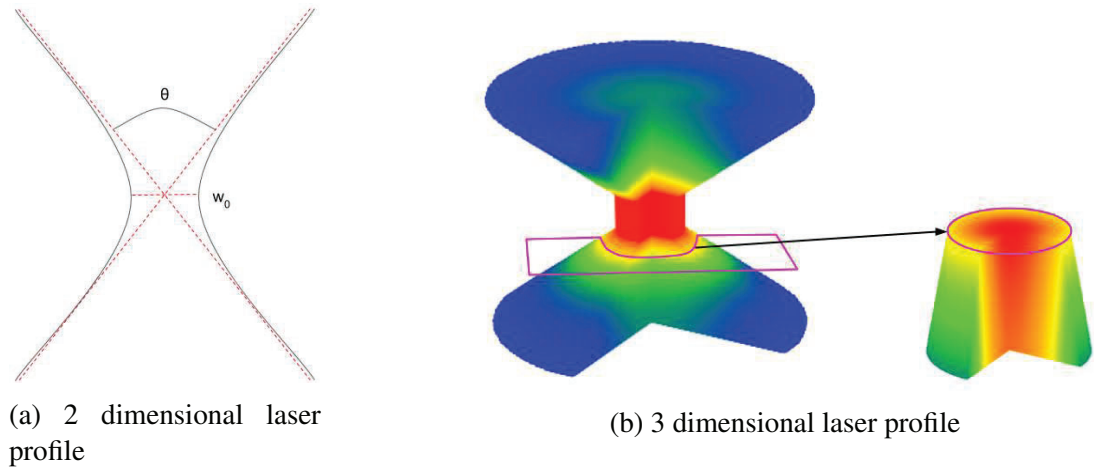 θ
w₀
(a) 2 dimensional laser
profile
(b) 3 dimensional laser profile